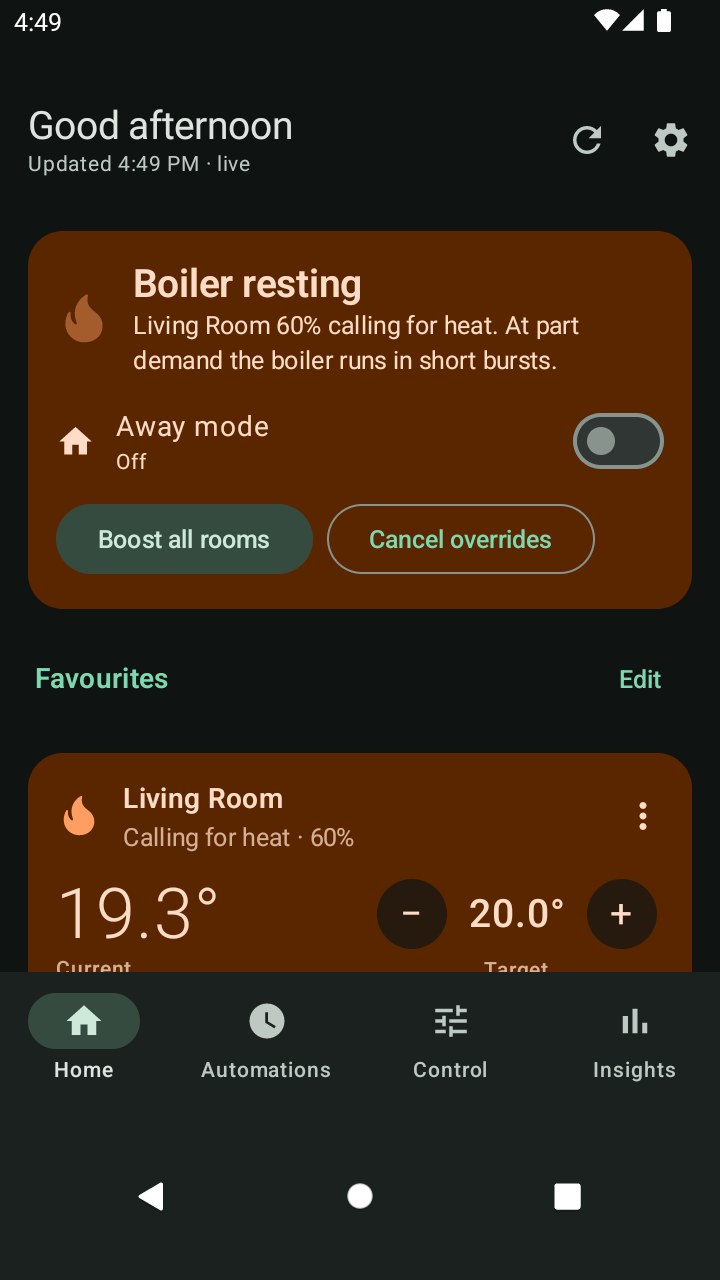 4:49
Good afternoon
Updated 4:49 PM · live
Boiler resting
Living Room 60% calling for heat. At part
demand the boiler runs in short bursts.
Away mode
Off
Boost all rooms
Cancel overrides
Favourites
Edit
Living Room
Calling for heat · 60%
19.3°
−
20.0°
+
Current
Target
Home
Automations
Control
Insights